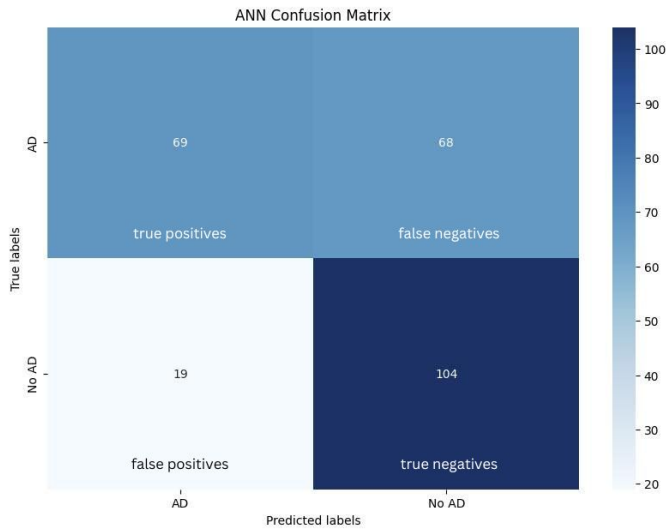 ANN Confusion Matrix
True labels
AD
69
68
true positives
false negatives
No AD
19
104
false positives
true negatives
AD
No AD
Predicted labels
100
90
80
70
60
50
40
30
20